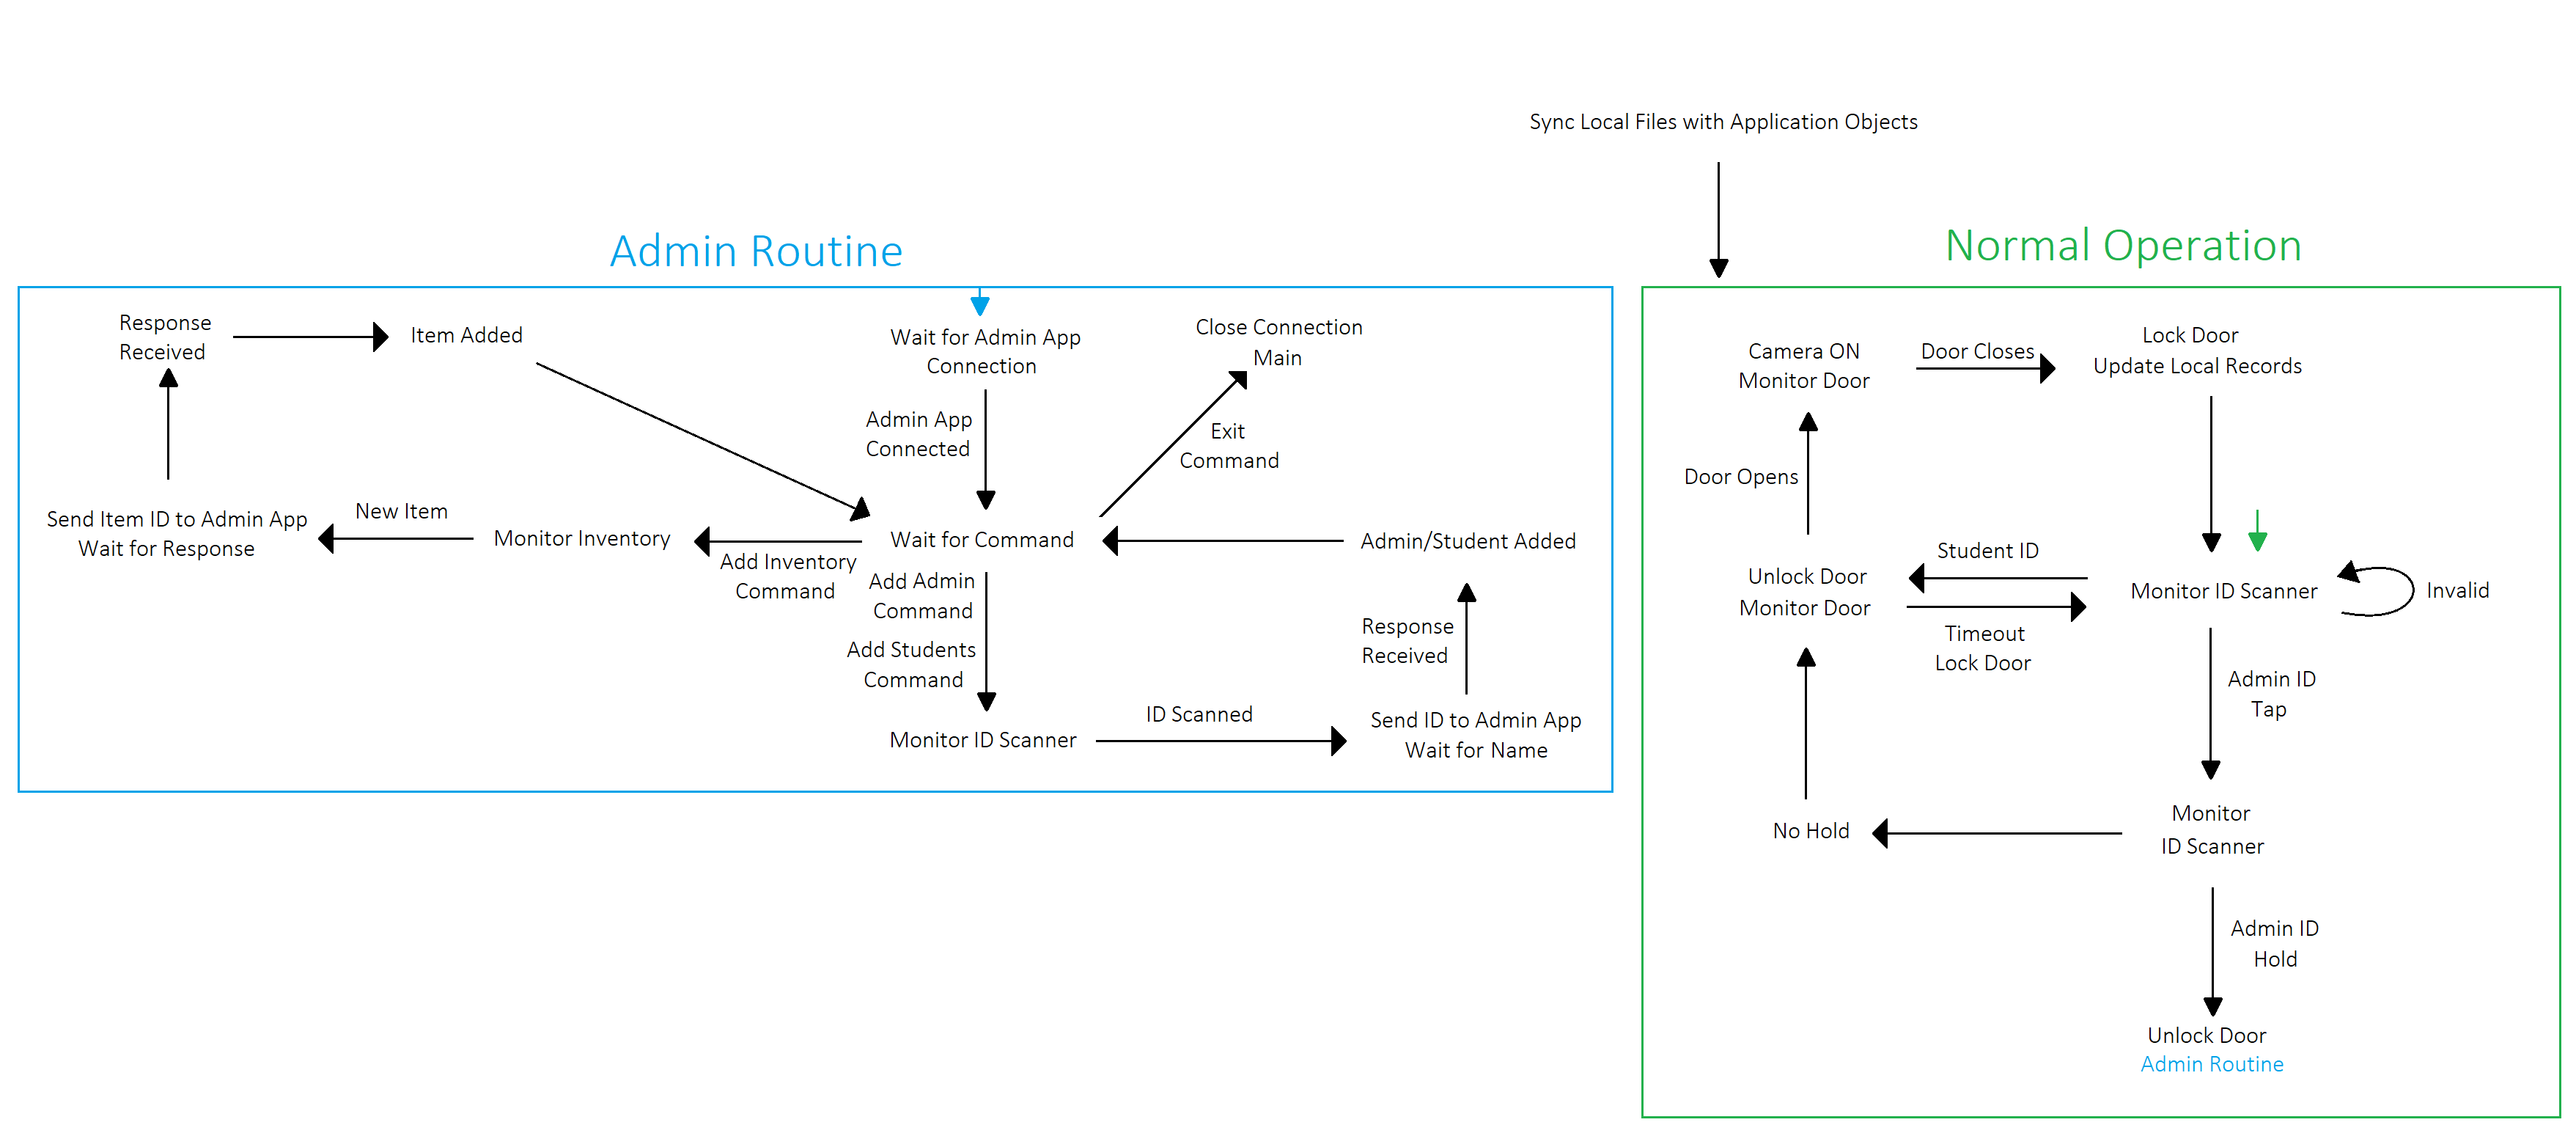 Sync Local Files with Application Objects
Admin Routine
Response
Received
Item Added
Wait for Admin App
Connection
Close Connection
Main
Admin App
Connected
Exit
Command
Send Item ID to Admin App
Wait for Response
New Item
Monitor Inventory
Add Inventory
Command
Wait for Command
Admin/Student Added
Add Admin
Command
Add Students
Command
Response
Received
Monitor ID Scanner
ID Scanned
Send ID to Admin App
Wait for Name
Normal Operation
Camera ON
Monitor Door
Door Closes
Lock Door
Update Local Records
Door Opens
Student ID
Unlock Door
Monitor Door
Monitor ID Scanner
Invalid
Timeout
Lock Door
Admin ID
Tap
No Hold
Monitor
ID Scanner
Admin ID
Hold
Unlock Door
Admin Routine